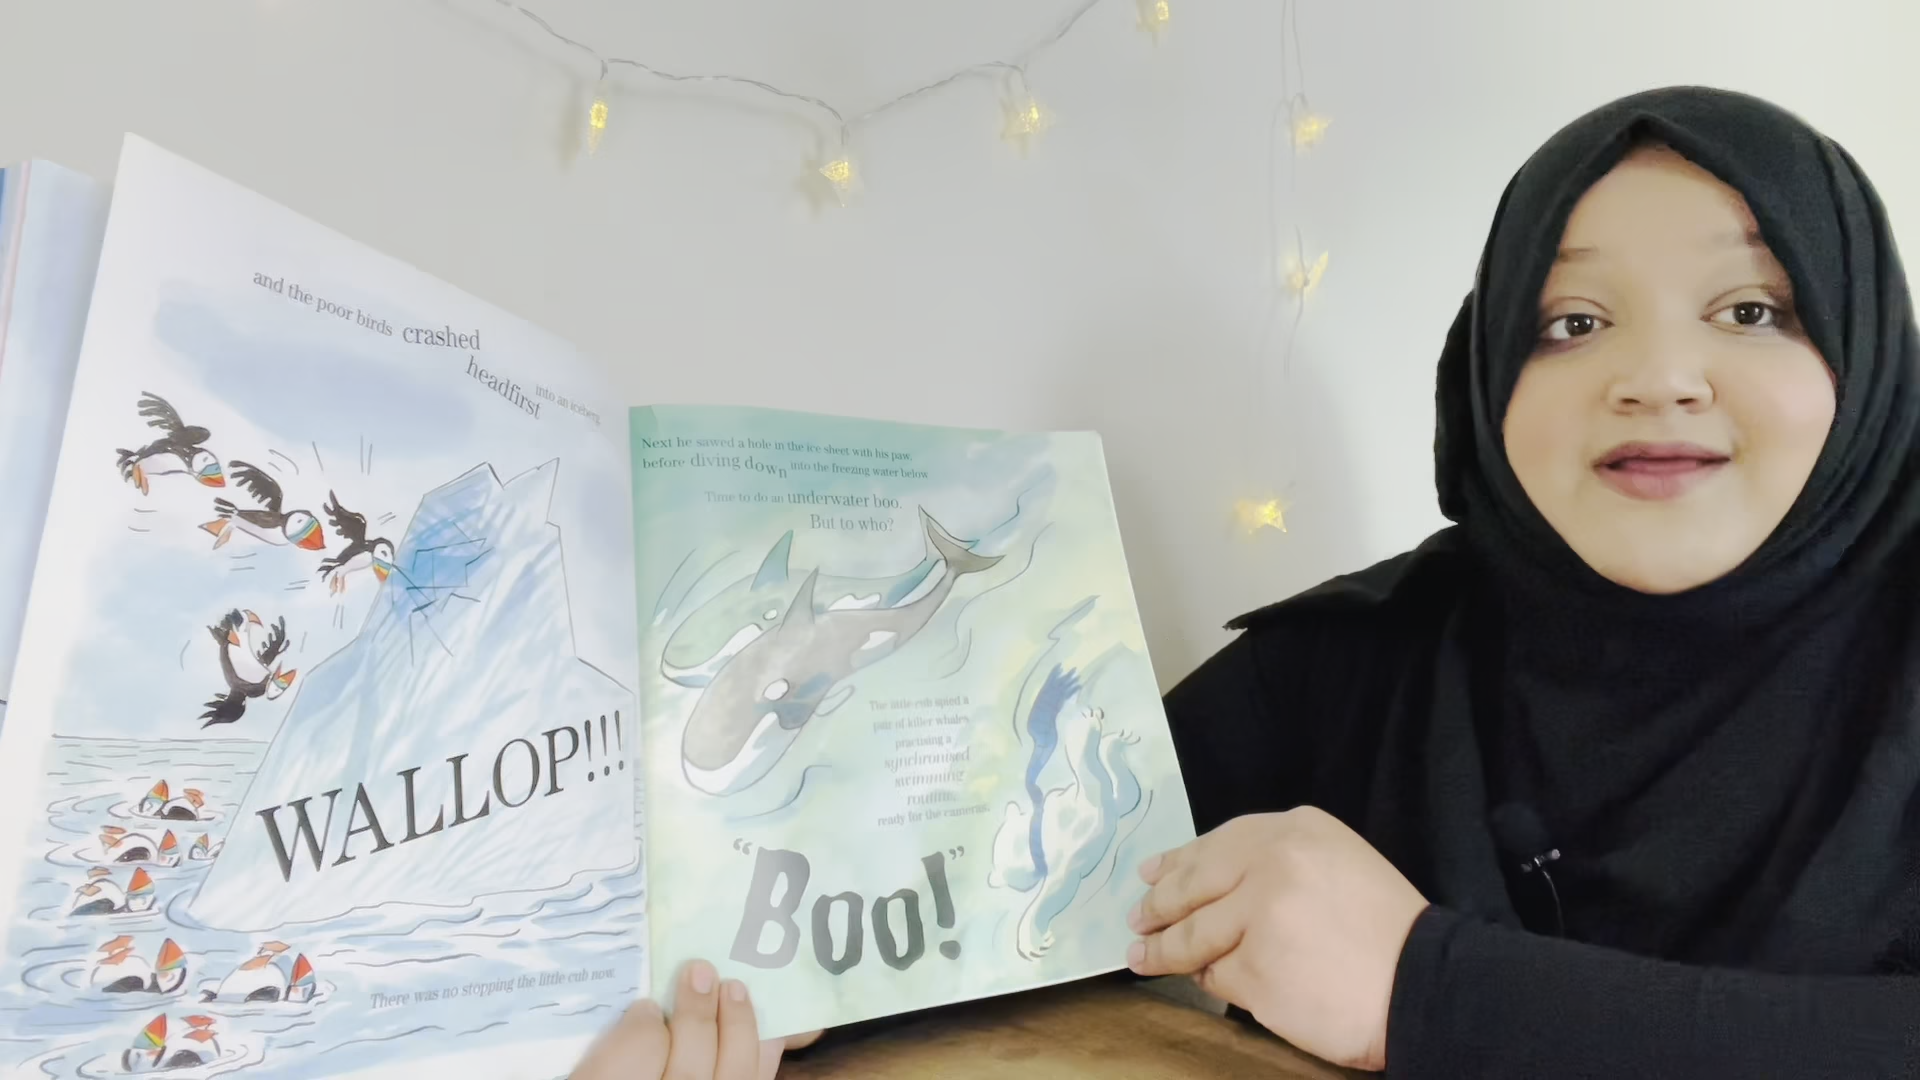 and the poor birds crashed
headfirst into an iceberg
WALLOP!!!
There was no stopping the little cub now.
Next he sawed a hole in the ice sheet with his paw,
before diving down into the freezing water below
Time to do an underwater boo.
But to who?
The little cub spied a
pair of killer whales
practising a
synchronised
swimming
routine,
ready for the cameras.
“Boo!”